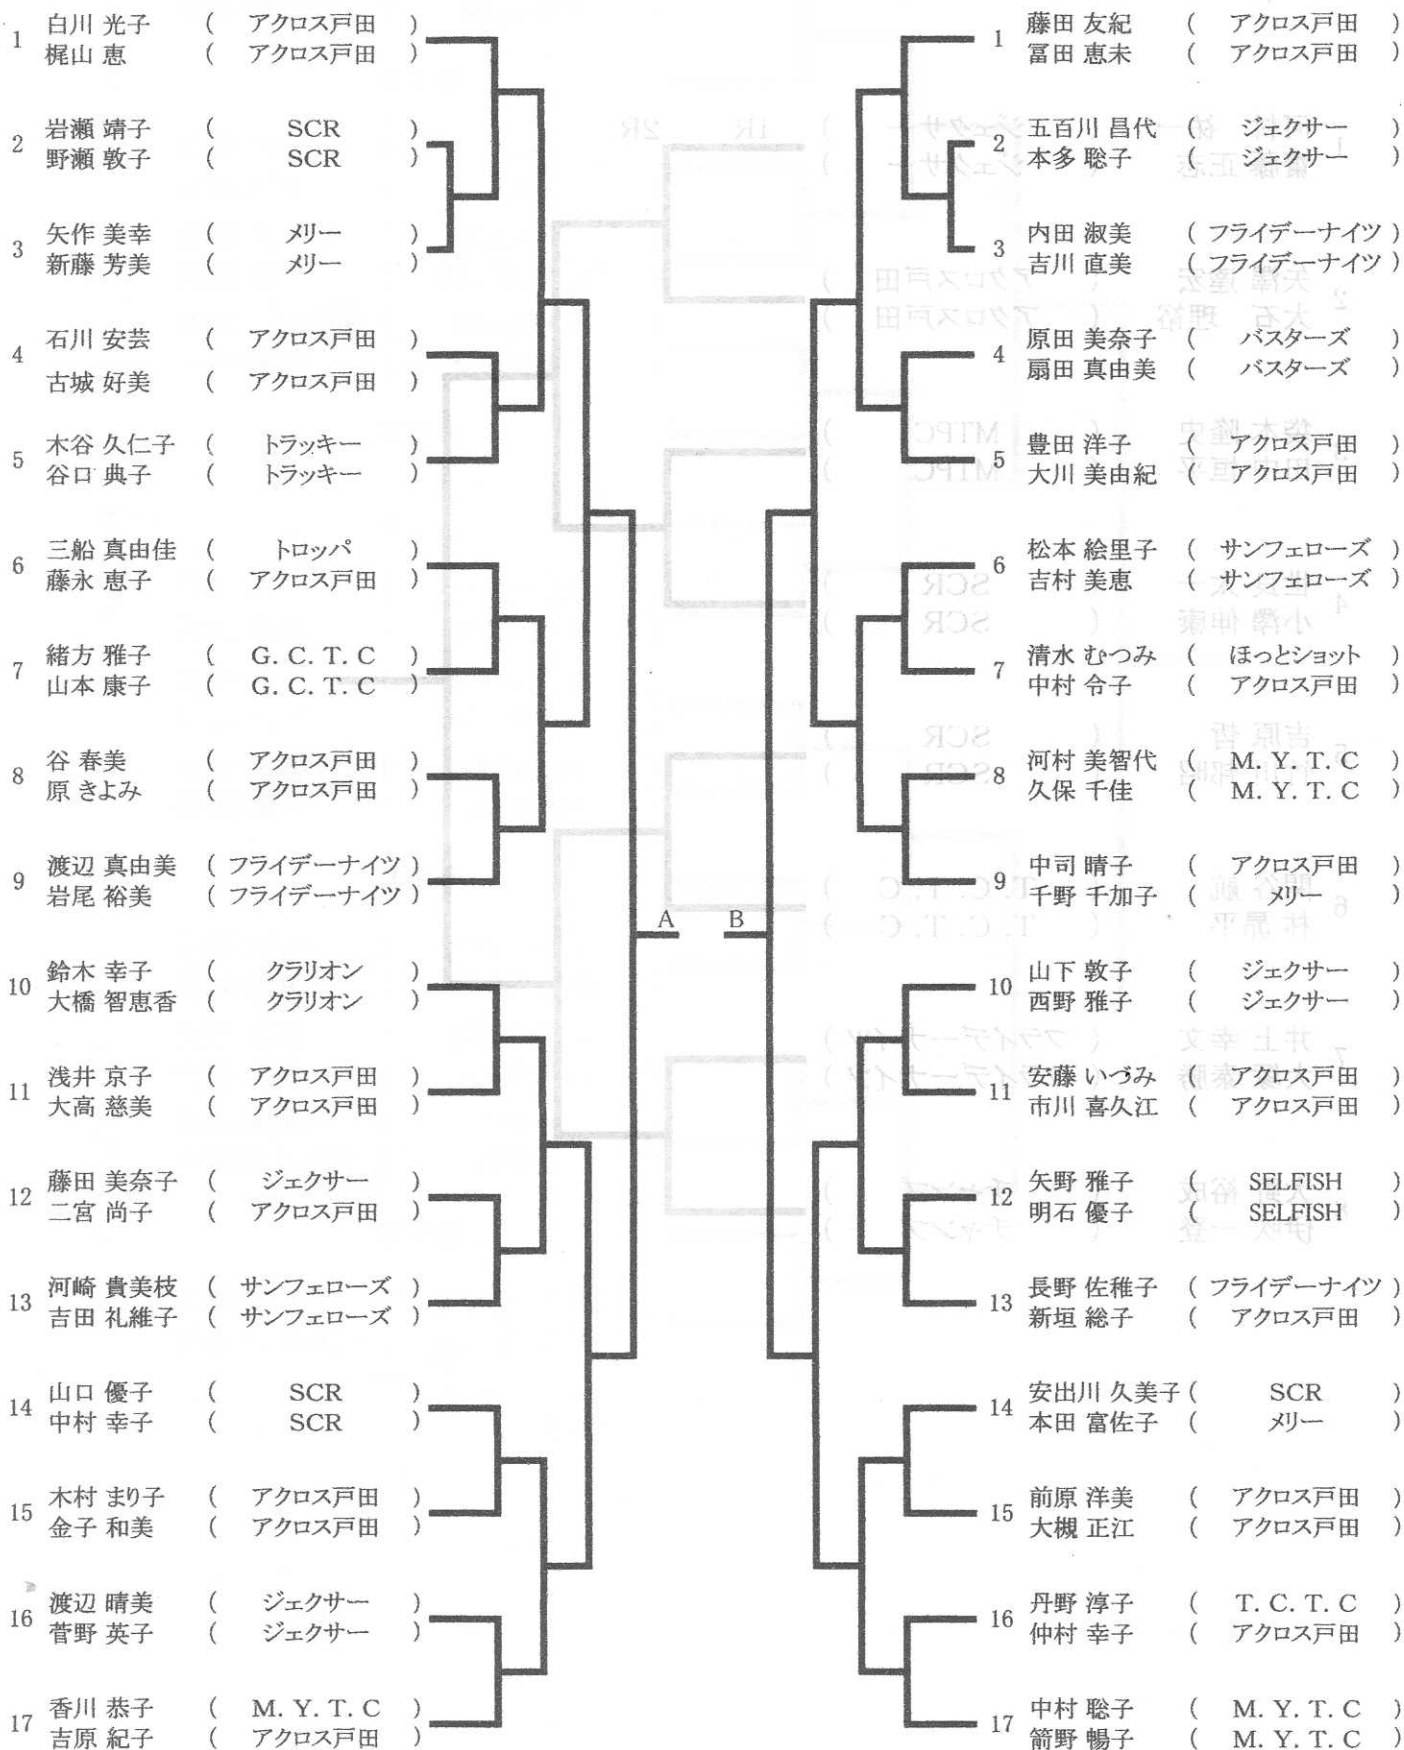 1 白川 光子 ( アクロス戸田 )
梶山 恵 ( アクロス戸田 )
2 岩瀬 靖子 ( SCR )
野瀬 敦子 ( SCR )
3 矢作 美幸 ( メリー )
新藤 芳美 ( メリー )
4 石川 安芸 ( アクロス戸田 )
古城 好美 ( アクロス戸田 )
5 木谷 久仁子 ( トラッキー )
谷口 典子 ( トラッキー )
6 三船 真由佳 ( トロッパ )
藤永 恵子 ( アクロス戸田 )
7 緒方 雅子 ( G. C. T. C )
山本 康子 ( G. C. T. C )
8 谷 春美 ( アクロス戸田 )
原 きよみ ( アクロス戸田 )
9 渡辺 真由美 ( フライデーナイツ )
岩尾 裕美 ( フライデーナイツ )
10 鈴木 幸子 ( クラリオン )
大橋 智恵香 ( クラリオン )
11 浅井 京子 ( アクロス戸田 )
大高 慈美 ( アクロス戸田 )
12 藤田 美奈子 ( ジェクサー )
二宮 尚子 ( アクロス戸田 )
13 河崎 貴美枝 ( サンフェローズ )
吉田 礼維子 ( サンフェローズ )
14 山口 優子 ( SCR )
中村 幸子 ( SCR )
15 木村 まり子 ( アクロス戸田 )
金子 和美 ( アクロス戸田 )
16 渡辺 晴美 ( ジェクサー )
菅野 英子 ( ジェクサー )
17 香川 恭子 ( M. Y. T. C )
吉原 紀子 ( アクロス戸田 )
A B
1 藤田 友紀 ( アクロス戸田 )
冨田 恵未 ( アクロス戸田 )
2 五百川 昌代 ( ジェクサー )
本多 聡子 ( ジェクサー )
3 内田 淑美 ( フライデーナイツ )
吉川 直美 ( フライデーナイツ )
4 原田 美奈子 ( バスターズ )
扇田 真由美 ( バスターズ )
5 豊田 洋子 ( アクロス戸田 )
大川 美由紀 ( アクロス戸田 )
6 松本 絵里子 ( サンフェローズ )
吉村 美恵 ( サンフェローズ )
7 清水 むつみ ( ほっとショット )
中村 令子 ( アクロス戸田 )
8 河村 美智代 ( M. Y. T. C )
久保 千佳 ( M. Y. T. C )
9 中司 晴子 ( アクロス戸田 )
千野 千加子 ( メリー )
10 山下 敦子 ( ジェクサー )
西野 雅子 ( ジェクサー )
11 安藤 いづみ ( アクロス戸田 )
市川 喜久江 ( アクロス戸田 )
12 矢野 雅子 ( SELFISH )
明石 優子 ( SELFISH )
13 長野 佐稚子 ( フライデーナイツ )
新垣 総子 ( アクロス戸田 )
14 安出川 久美子 ( SCR )
本田 富佐子 ( メリー )
15 前原 洋美 ( アクロス戸田 )
大槻 正江 ( アクロス戸田 )
16 丹野 淳子 ( T. C. T. C )
仲村 幸子 ( アクロス戸田 )
17 中村 聡子 ( M. Y. T. C )
箭野 暢子 ( M. Y. T. C )